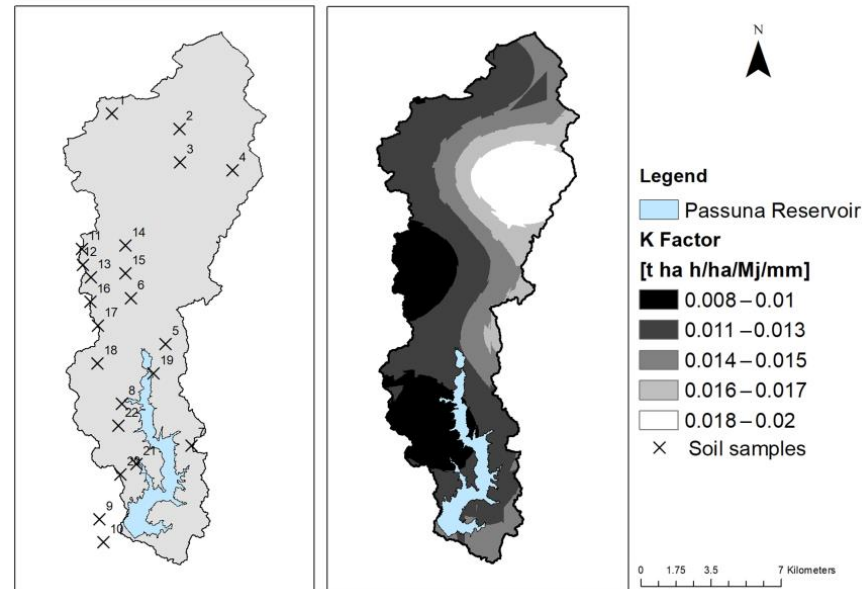 1
2
3
4
11
12
13
14
15
16
6
17
5
18
19
8
22
7
21
20
9
10
N
Legend
Passuna Reservoir
K Factor
[t ha h/ha/Mj/mm]
0.008 – 0.01
0.011 – 0.013
0.014 – 0.015
0.016 – 0.017
0.018 – 0.02
Soil samples
0 1.75 3.5 7 Kilometers